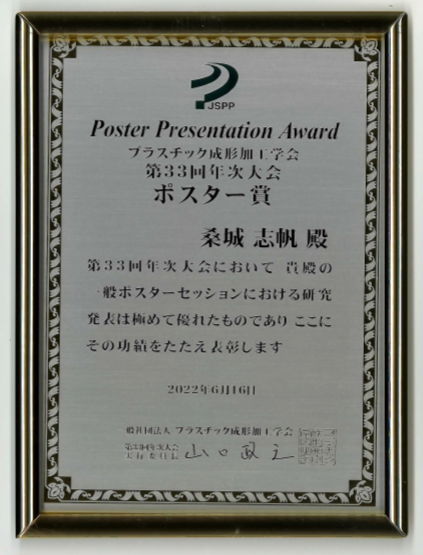 JSPP
Poster Presentation Award
プラスチック成形加工学会
第33回年次大会
ポスター賞
桑城 志帆 殿
第33回年次大会において 貴殿の
一般ポスターセッションにおける研究
発表は極めて優れたものであり ここに
その功績をたたえ表彰します
2022年6月16日
一般社団法人 プラスチック成形加工学会
第33回年次大会
実行委員長 山口政之